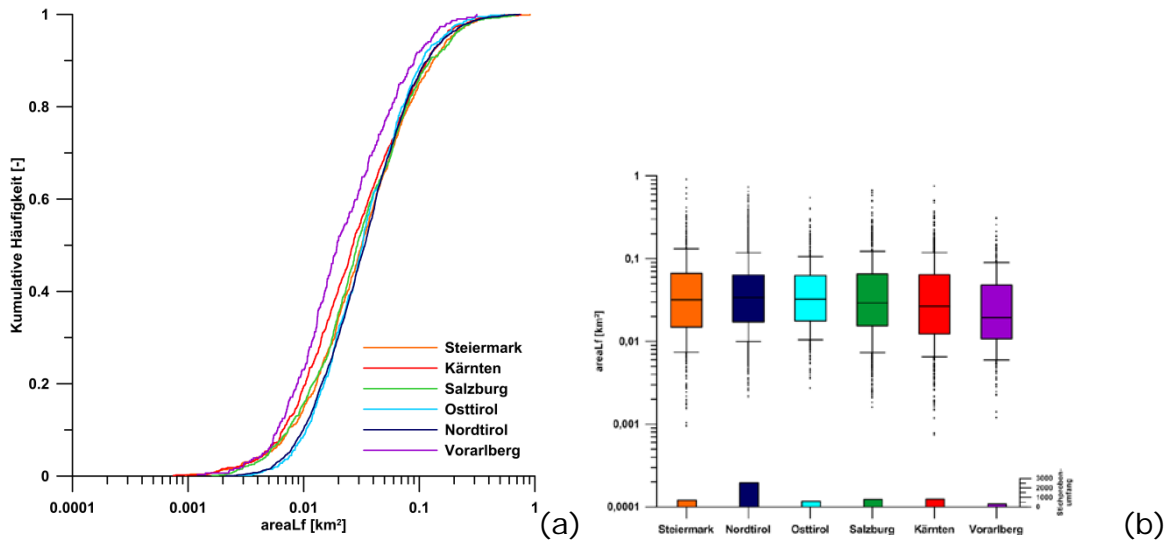 1
0.8
0.6
0.4
0.2
0
Kumulative Häufigkeit [-]
Steiermark
Kärnten
Salzburg
Osttirol
Nordtirol
Vorarlberg
0.0001
0.001
0.01
0.1
1
areaLf [km²]
(a)
1
0,1
0,01
0,001
0,0001
areaLf [km²]
3000
2000
1000
0
Stichproben-
umfang
Steiermark
Nordtirol
Osttirol
Salzburg
Kärnten
Vorarlberg
(b)